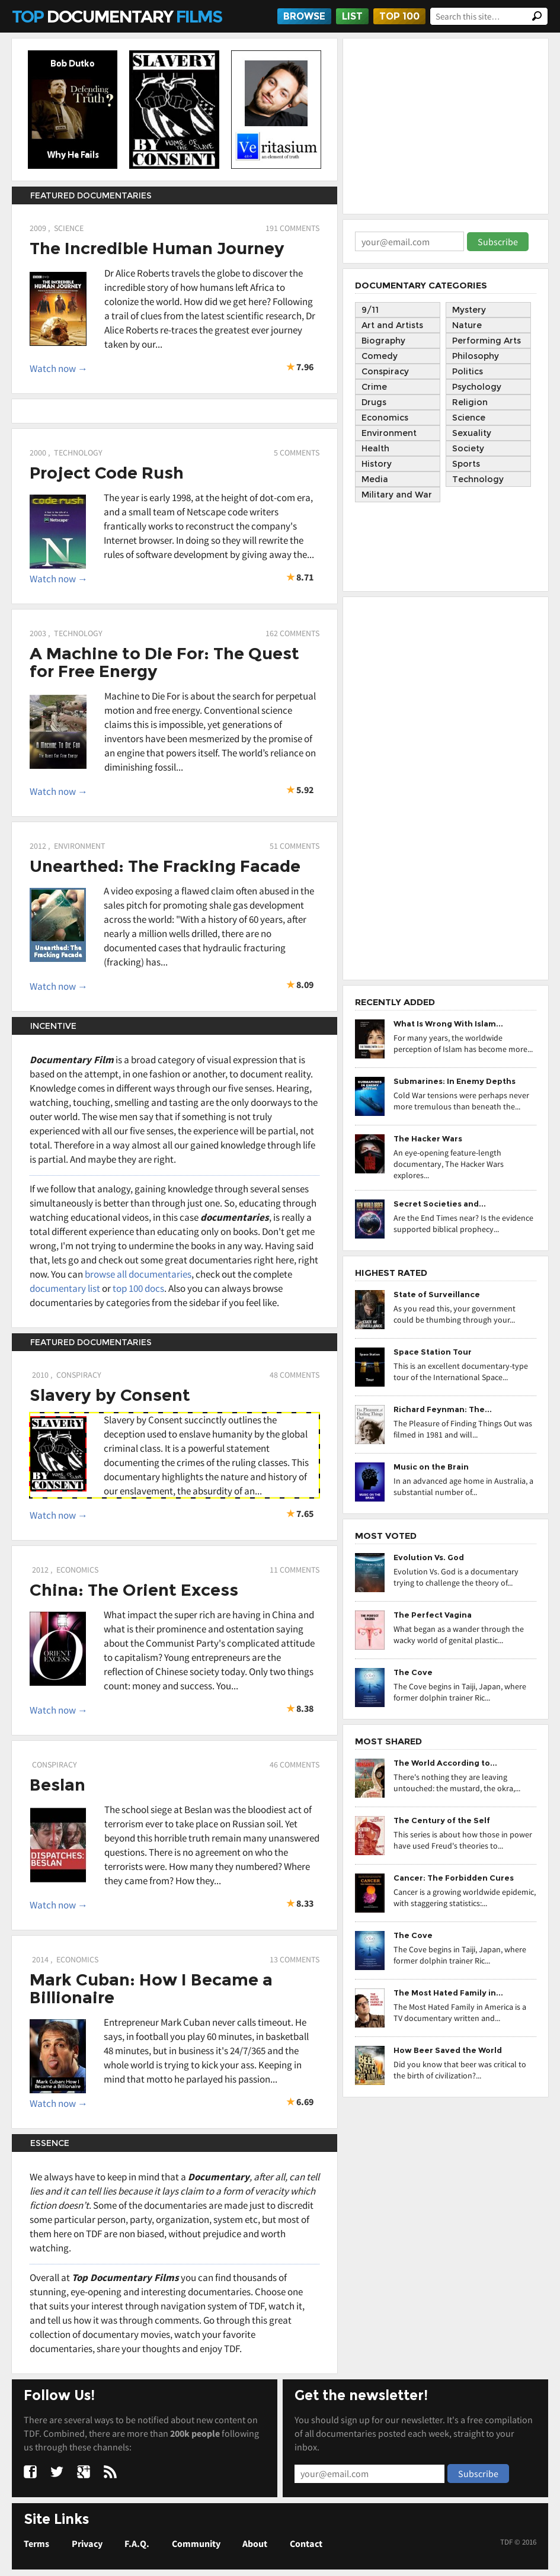 TOP DOCUMENTARY FILMS
BROWSE
LIST
TOP 100
Search this site...
Bob Dutko
Defending Truth?
Why He Fails
SLAVERY
HOME OF THE SLAVE
BY
CONSENT
Veritasium
an element of truth
FEATURED DOCUMENTARIES
2009 , SCIENCE
191 COMMENTS
The Incredible Human Journey
THE INCREDIBLE
HUMAN JOURNEY
Dr Alice Roberts travels the globe to discover the
incredible story of how humans left Africa to
colonize the world. How did we get here? Following
a trail of clues from the latest scientific research, Dr
Alice Roberts re-traces the greatest ever journey
taken by our...
Watch now →
★ 7.96
2000 , TECHNOLOGY
5 COMMENTS
Project Code Rush
code rush
Netscape
N
The year is early 1998, at the height of dot-com era,
and a small team of Netscape code writers
frantically works to reconstruct the company's
Internet browser. In doing so they will rewrite the
rules of software development by giving away the...
Watch now →
★ 8.71
2003 , TECHNOLOGY
162 COMMENTS
A Machine to Die For: The Quest
for Free Energy
A Machine To Die For
Machine to Die For is about the search for perpetual
motion and free energy. Conventional science
claims this is impossible, yet generations of
inventors have been mesmerized by the promise of
an engine that powers itself. The world's reliance on
diminishing fossil...
Watch now →
★ 5.92
2012 , ENVIRONMENT
51 COMMENTS
Unearthed: The Fracking Facade
Unearthed: The
Fracking Facade
A video exposing a flawed claim often abused in the
sales pitch for promoting shale gas development
across the world: "With a history of 60 years, after
nearly a million wells drilled, there are no
documented cases that hydraulic fracturing
(fracking) has...
Watch now →
★ 8.09
INCENTIVE
Documentary Film is a broad category of visual expression that is
based on the attempt, in one fashion or another, to document reality.
Knowledge comes in different ways through our five senses. Hearing,
watching, touching, smelling and tasting are the only doorways to the
outer world. The wise men say that if something is not truly
experienced with all our five senses, the experience will be partial, not
total. Therefore in a way almost all our gained knowledge through life
is partial. And maybe they are right.
If we follow that analogy, gaining knowledge through several senses
simultaneously is better than through just one. So, educating through
watching educational videos, in this case documentaries, is really a
total different experience than educating only on books. Don't get me
wrong, I'm not trying to undermine the books in any way. Having said
that, lets go and check out some great documentaries right here, right
now. You can browse all documentaries, check out the complete
documentary list or top 100 docs. Also you can always browse
documentaries by categories from the sidebar if you feel like.
FEATURED DOCUMENTARIES
2010 , CONSPIRACY
48 COMMENTS
Slavery by Consent
SLAVERY
BY
CONSENT
Slavery by Consent succinctly outlines the
deception used to enslave humanity by the global
criminal class. It is a powerful statement
documenting the crimes of the ruling classes. This
documentary highlights the nature and history of
our enslavement, the absurdity of an...
Watch now →
★ 7.65
2012 , ECONOMICS
11 COMMENTS
China: The Orient Excess
ORIENT
EXCESS
What impact the super rich are having in China and
what is their prominence and ostentation saying
about the Communist Party's complicated attitude
to capitalism? Young entrepreneurs are the
reflection of Chinese society today. Only two things
count: money and success. You...
Watch now →
★ 8.38
CONSPIRACY
46 COMMENTS
Beslan
DISPATCHES:
BESLAN
The school siege at Beslan was the bloodiest act of
terrorism ever to take place on Russian soil. Yet
beyond this horrible truth remain many unanswered
questions. There is no agreement on who the
terrorists were. How many they numbered? Where
they came from? How they...
Watch now →
★ 8.33
2014 , ECONOMICS
13 COMMENTS
Mark Cuban: How I Became a
Billionaire
Mark Cuban: How I
Became a Billionaire
Entrepreneur Mark Cuban never calls timeout. He
says, in football you play 60 minutes, in basketball
48 minutes, but in business it's 24/7/365 and the
whole world is trying to kick your ass. Keeping in
mind that motto he parlayed his passion...
Watch now →
★ 6.69
ESSENCE
We always have to keep in mind that a Documentary, after all, can tell
lies and it can tell lies because it lays claim to a form of veracity which
fiction doesn't. Some of the documentaries are made just to discredit
some particular person, party, organization, system etc, but most of
them here on TDF are non biased, without prejudice and worth
watching.
Overall at Top Documentary Films you can find thousands of
stunning, eye-opening and interesting documentaries. Choose one
that suits your interest through navigation system of TDF, watch it,
and tell us how it was through comments. Go through this great
collection of documentary movies, watch your favorite
documentaries, share your thoughts and enjoy TDF.
your@email.com
Subscribe
DOCUMENTARY CATEGORIES
9/11
Art and Artists
Biography
Comedy
Conspiracy
Crime
Drugs
Economics
Environment
Health
History
Media
Military and War
Mystery
Nature
Performing Arts
Philosophy
Politics
Psychology
Religion
Science
Sexuality
Society
Sports
Technology
RECENTLY ADDED
What Is Wrong With Islam...
For many years, the worldwide
perception of Islam has become more...
Submarines: In Enemy Depths
Cold War tensions were perhaps never
more tremulous than beneath the...
The Hacker Wars
An eye-opening feature-length
documentary, The Hacker Wars
explores...
Secret Societies and...
Are the End Times near? Is the evidence
supported biblical prophecy...
HIGHEST RATED
State of Surveillance
As you read this, your government
could be thumbing through your...
Space Station Tour
This is an excellent documentary-type
tour of the International Space...
Richard Feynman: The...
The Pleasure of Finding Things Out was
filmed in 1981 and will...
Music on the Brain
In an advanced age home in Australia, a
substantial number of...
MOST VOTED
Evolution Vs. God
Evolution Vs. God is a documentary
trying to challenge the theory of...
The Perfect Vagina
What began as a wander through the
wacky world of genital plastic...
The Cove
The Cove begins in Taiji, Japan, where
former dolphin trainer Ric...
MOST SHARED
The World According to...
There's nothing they are leaving
untouched: the mustard, the okra,...
The Century of the Self
This series is about how those in power
have used Freud's theories to...
Cancer: The Forbidden Cures
Cancer is a growing worldwide epidemic,
with staggering statistics:...
The Cove
The Cove begins in Taiji, Japan, where
former dolphin trainer Ric...
The Most Hated Family in...
The Most Hated Family in America is a
TV documentary written and...
How Beer Saved the World
Did you know that beer was critical to
the birth of civilization?...
Follow Us!
There are several ways to be notified about new content on
TDF. Combined, there are more than 200k people following
us through these channels:
Get the newsletter!
You should sign up for our newsletter. It's a free compilation
of all documentaries posted each week, straight to your
inbox.
your@email.com
Subscribe
Site Links
Terms
Privacy
F.A.Q.
Community
About
Contact
TDF © 2016